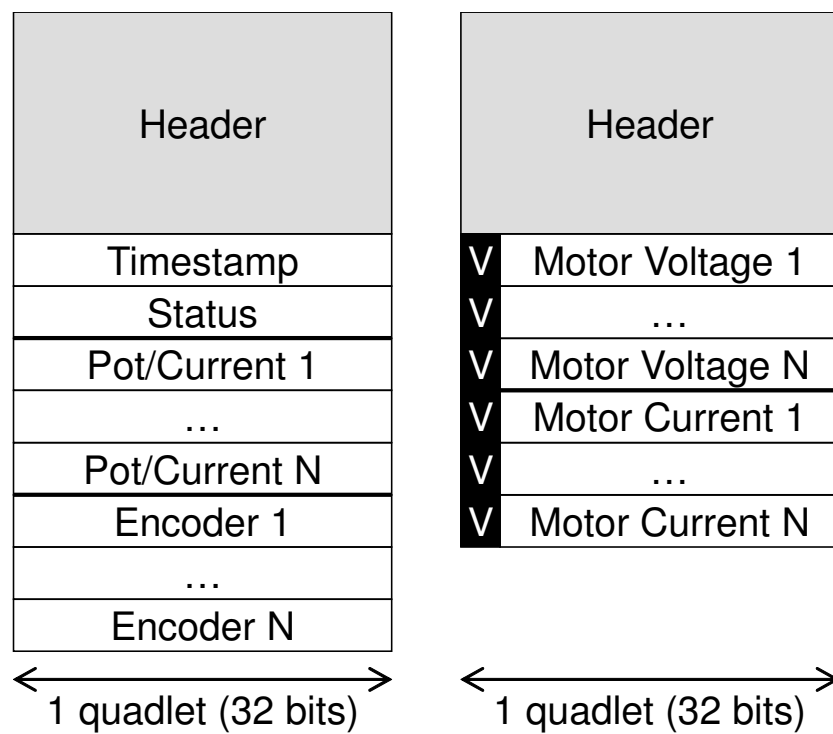 Header
Timestamp
Status
Pot/Current 1
…
Pot/Current N
Encoder 1
…
Encoder N
1 quadlet (32 bits)
Header
V Motor Voltage 1
V …
V Motor Voltage N
V Motor Current 1
V …
V Motor Current N
1 quadlet (32 bits)